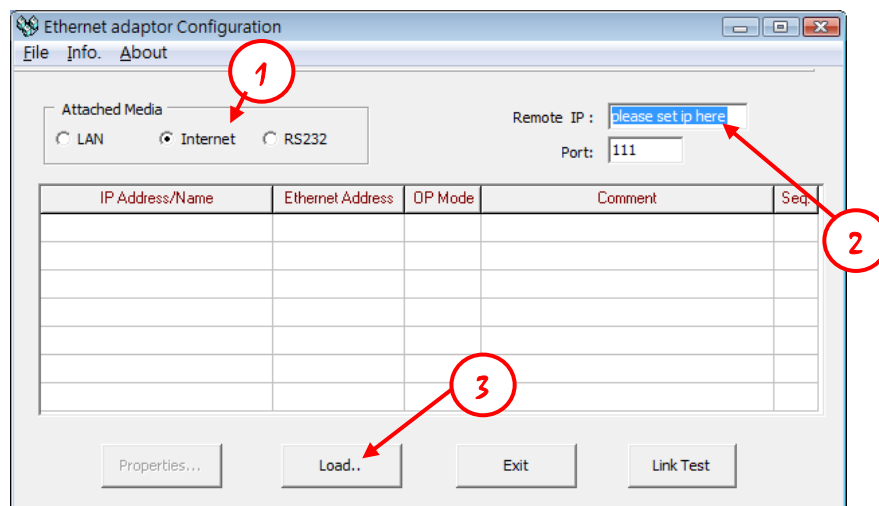 Ethernet adaptor Configuration
File Info. About
1
Attached Media
LAN Internet RS232
Remote IP : please set ip here
Port: 111
IP Address/Name Ethernet Address OP Mode Comment Seq.
2
3
Properties... Load.. Exit Link Test